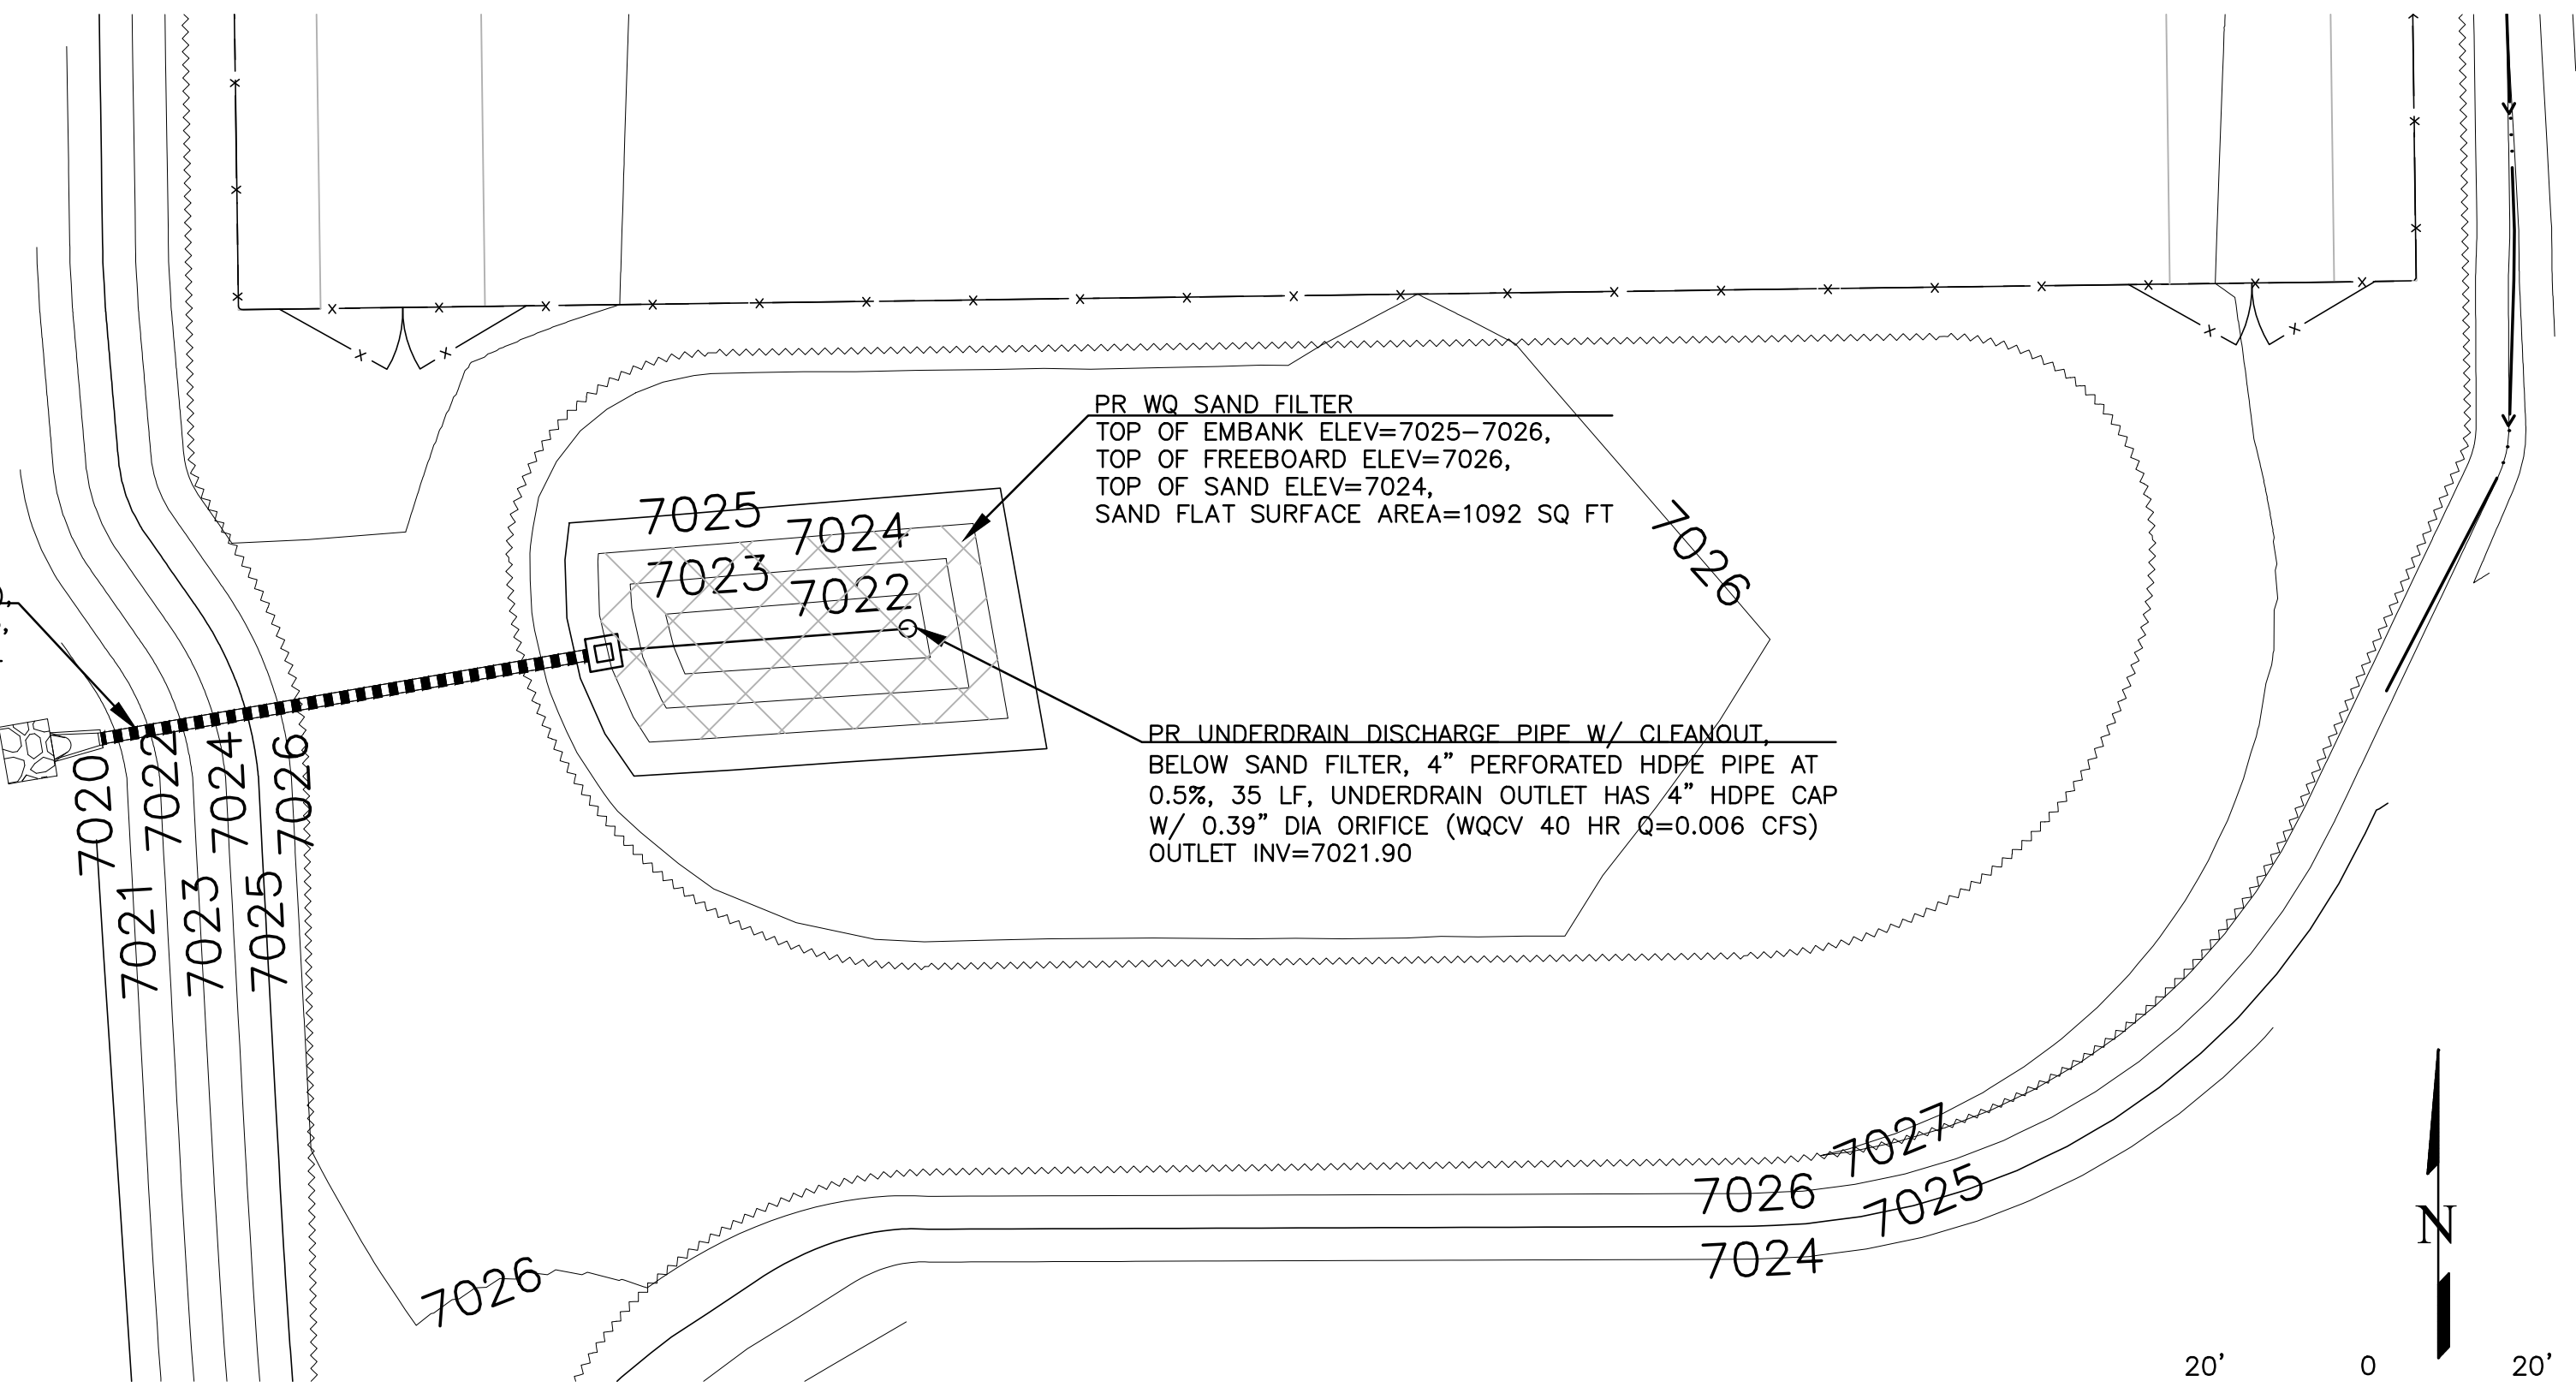 PR WQ SAND FILTER
TOP OF EMBANK ELEV=7025-7026,
TOP OF FREEBOARD ELEV=7026,
TOP OF SAND ELEV=7024,
SAND FLAT SURFACE AREA=1092 SQ FT
7025
7024
7023
7022
7026
PR UNDERDRAIN DISCHARGE PIPE W/ CLEANOUT,
BELOW SAND FILTER, 4" PERFORATED HDPE PIPE AT
0.5%, 35 LF, UNDERDRAIN OUTLET HAS 4" HDPE CAP
W/ 0.39" DIA ORIFICE (WQCV 40 HR Q=0.006 CFS)
OUTLET INV=7021.90
7020
7022
7024
7026
7021
7023
7025
7027
7026
7025
7024
7026
N
20' 0 20'